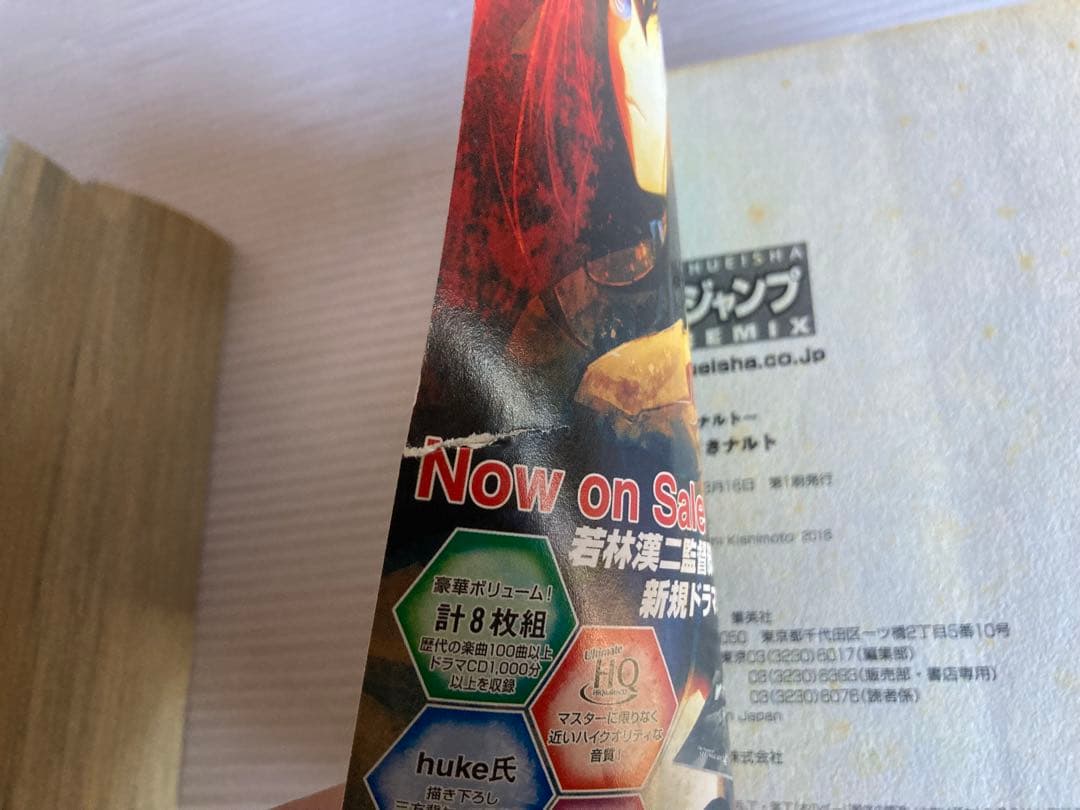 Now on Sale
若林漢二監督
新規ドラマ
豪華ボリューム!
計8枚組
歴代の楽曲100曲以上
ドラマCD1,000分
以上を収録
Ultimate
HQ
マスターに限りなく
近いハイクオリティな
音質!
huke氏
描き下ろし
HUEISHA
ジャンプ
EMIX
ueisha.co.jp
ナルトー
きナルト
月16日 第1刷発行
Kishimoto 2016
集英社
050 東京都千代田区一ツ橋2丁目5番10号
東京03(3230)6017(編集部)
03(3230)6393(販売部・書店専用)
03(3230)6076(読者係)
in Japan
株式会社